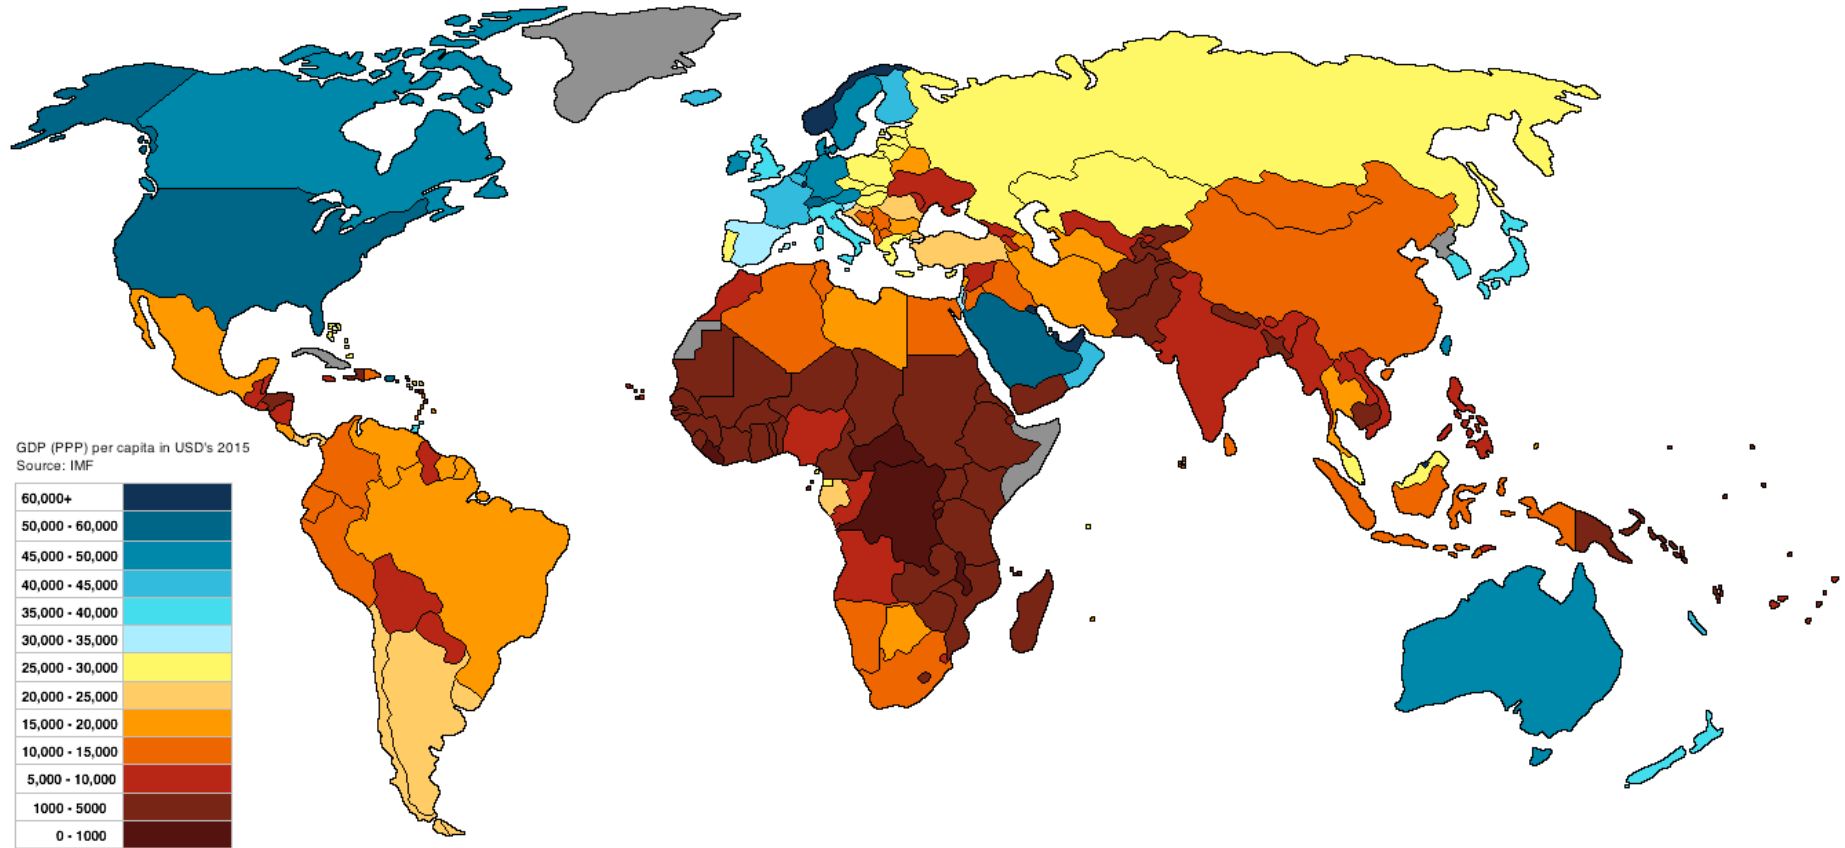 GDP (PPP) per capita in USD's 2015
Source: IMF
60,000+
50,000 - 60,000
45,000 - 50,000
40,000 - 45,000
35,000 - 40,000
30,000 - 35,000
25,000 - 30,000
20,000 - 25,000
15,000 - 20,000
10,000 - 15,000
5,000 - 10,000
1000 - 5000
0 - 1000